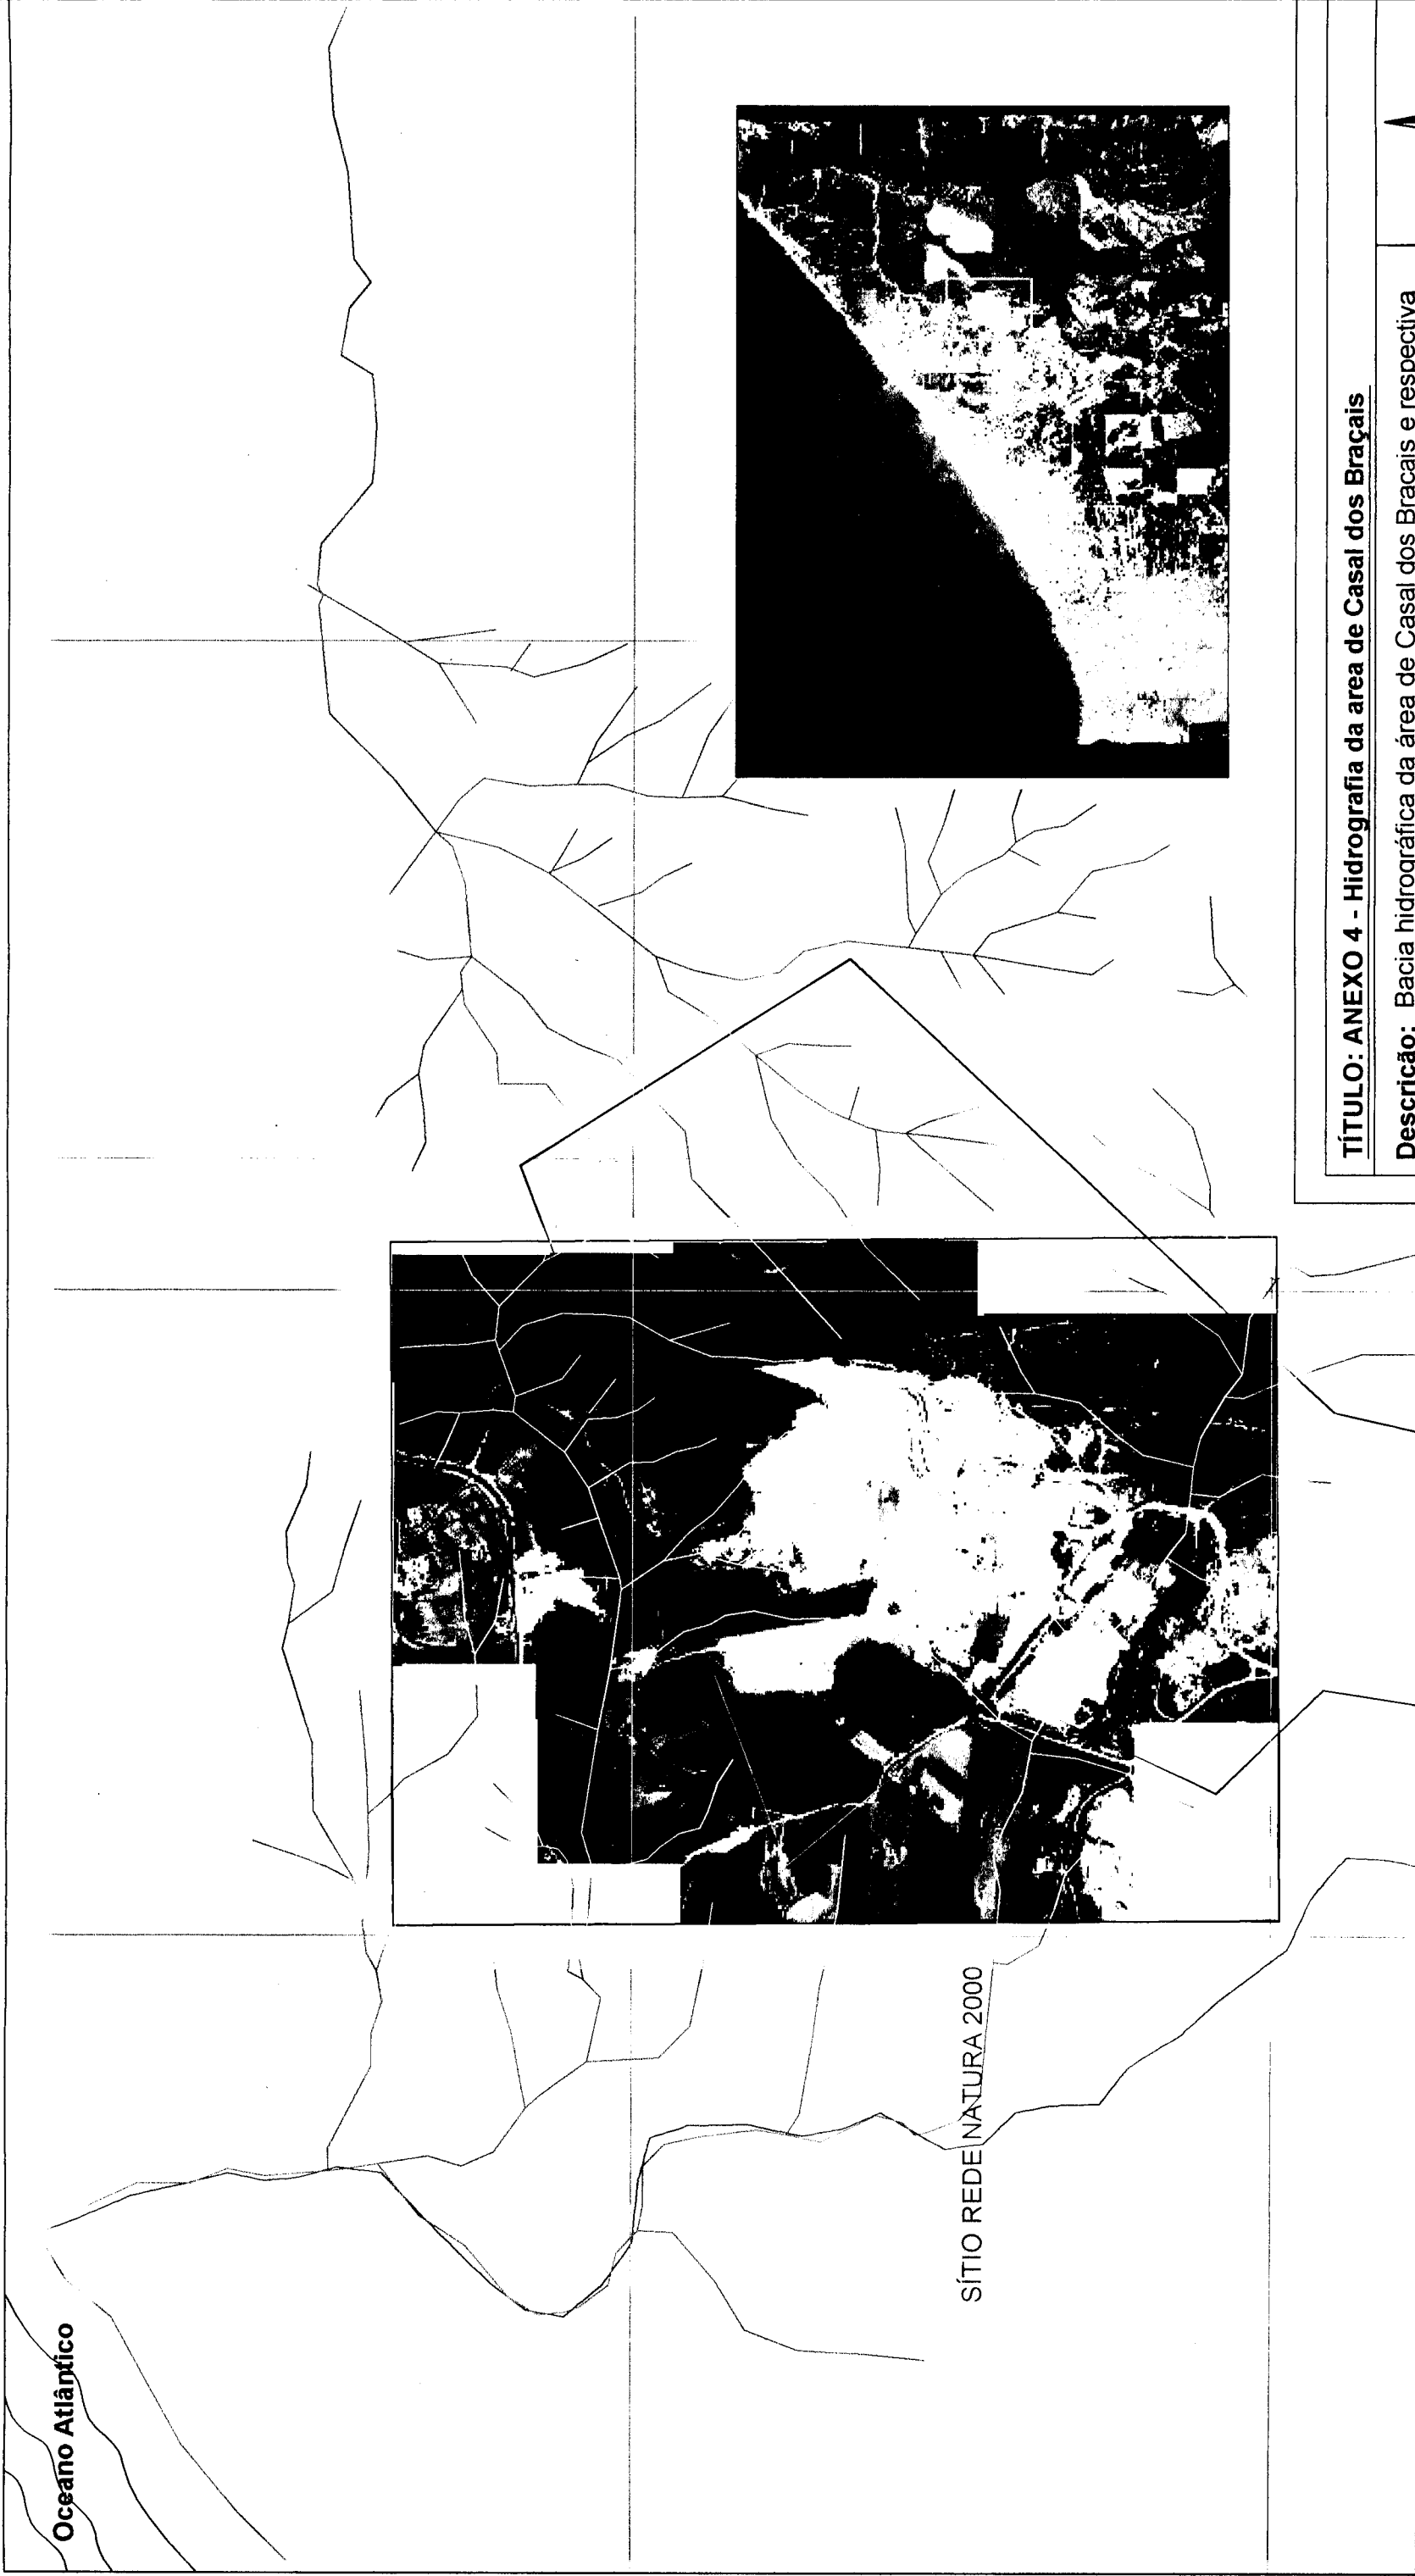 Oceano Atlântico
SÍTIO REDE NATURA 2000
TÍTULO: ANEXO 4 - Hidrografia da area de Casal dos Braçais
Descrição: Bacia hidrográfica da área de Casal dos Braçais e respectiva